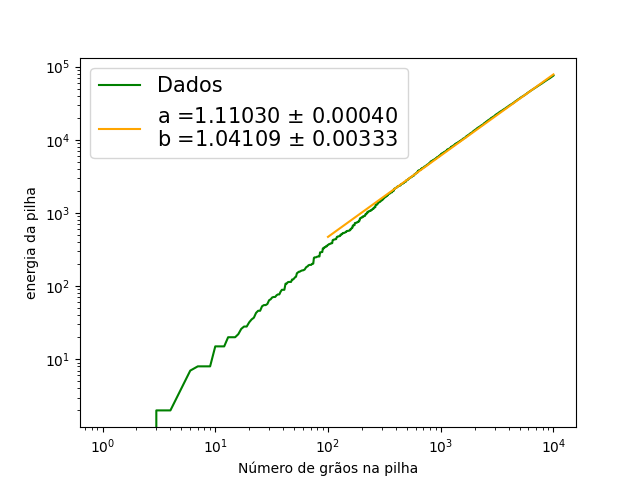 Dados
a =1.11030 ± 0.00040
b =1.04109 ± 0.00333
10⁵
10⁴
10³
10²
10¹
energia da pilha
10⁰
10¹
10²
10³
10⁴
Número de grãos na pilha